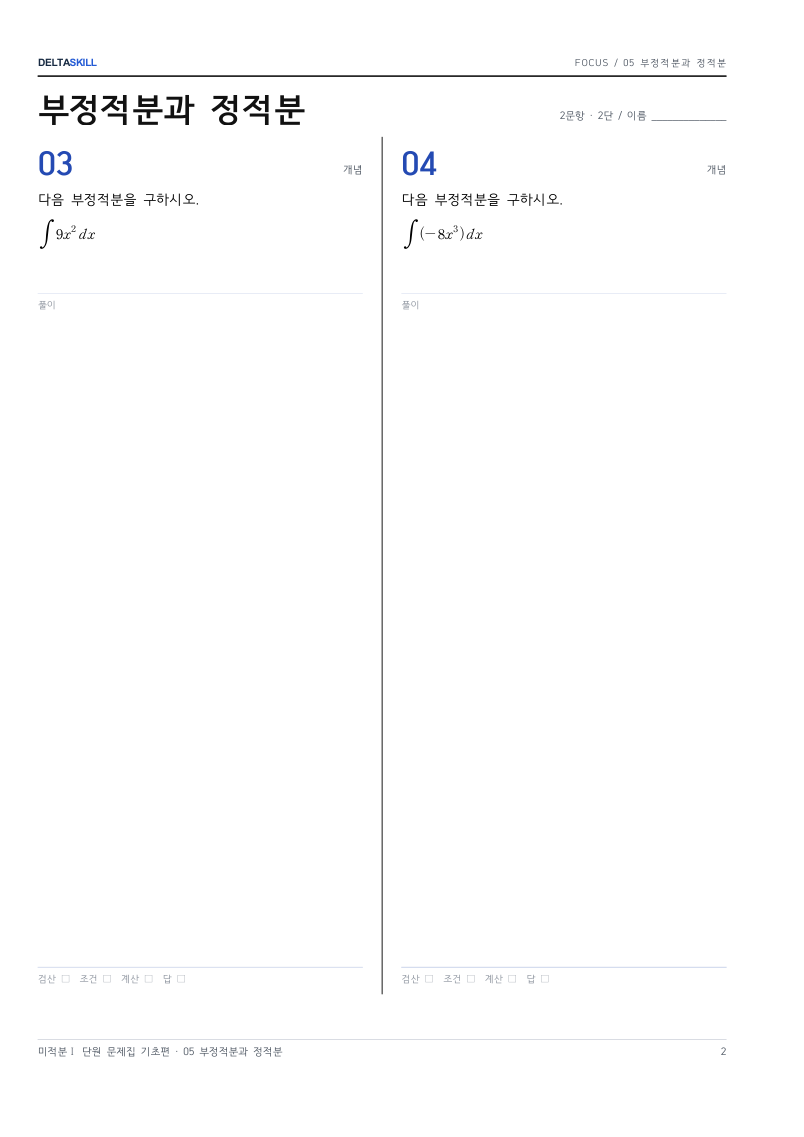 DELTASKILL
FOCUS / 05 부정적분과 정적분
부정적분과 정적분
2문항 · 2단 / 이름 ____________
03
개념
다음 부정적분을 구하시오.
∫ 9x² dx
풀이
검산 □ 조건 □ 계산 □ 답 □
04
개념
다음 부정적분을 구하시오.
∫ (−8x³) dx
풀이
검산 □ 조건 □ 계산 □ 답 □
미적분Ⅰ 단원 문제집 기초편 · 05 부정적분과 정적분
2